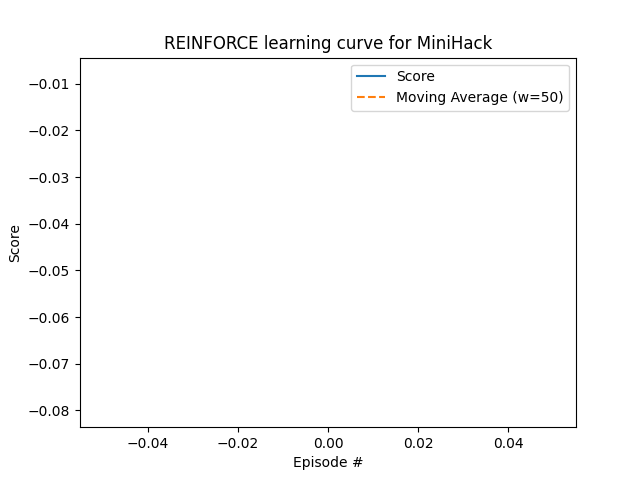 REINFORCE learning curve for MiniHack
Score
Moving Average (w=50)
−0.01
−0.02
−0.03
−0.04
−0.05
−0.06
−0.07
−0.08
Score
−0.04
−0.02
0.00
0.02
0.04
Episode #